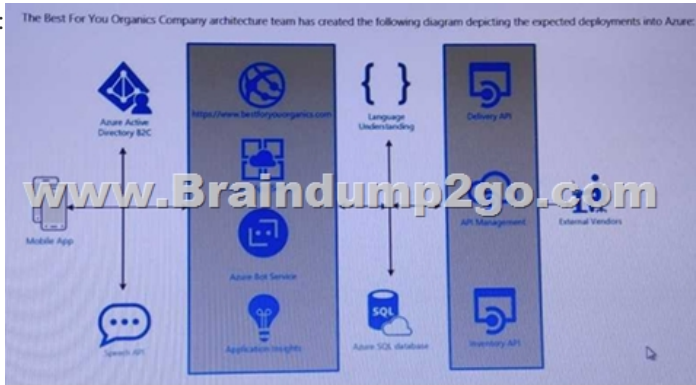 The Best For You Organics Company architecture team has created the following diagram depicting the expected deployments into Azure:
Azure Active
Directory B2C
https://www.bestforyouorganics.com
Language
Understanding
Delivery API
www.Braindump2go.com
Mobile App
API Management
External Vendors
Azure Bot Service
Speech API
Application Insights
SQL
Azure SQL database
Inventory API